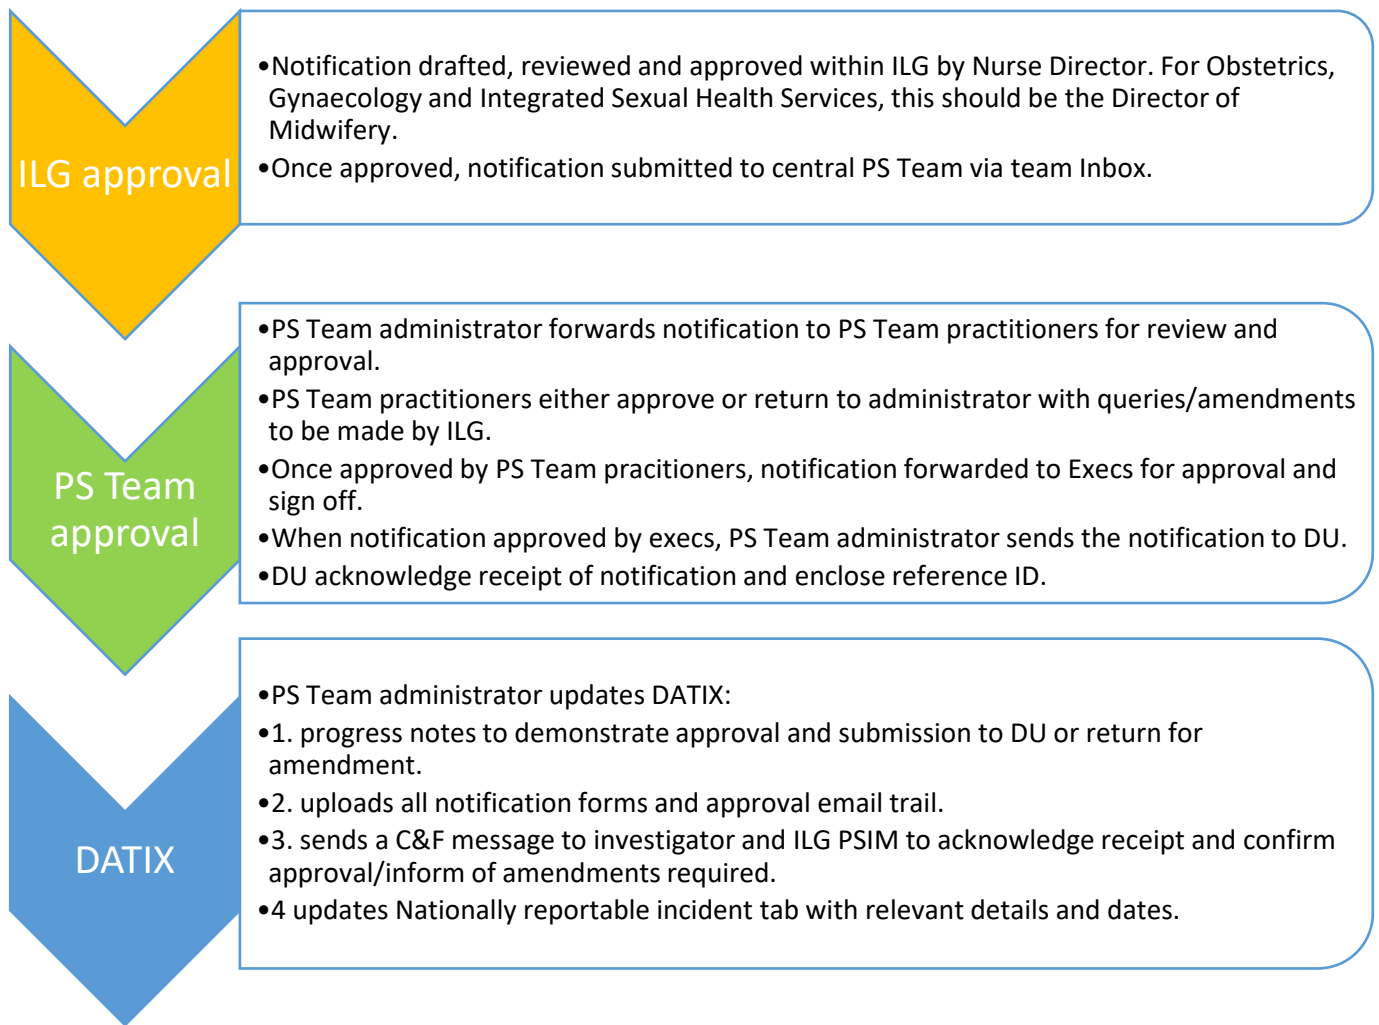 ILG approval
•Notification drafted, reviewed and approved within ILG by Nurse Director. For Obstetrics,
Gynaecology and Integrated Sexual Health Services, this should be the Director of
Midwifery.
•Once approved, notification submitted to central PS Team via team Inbox.
PS Team
approval
•PS Team administrator forwards notification to PS Team practitioners for review and
approval.
•PS Team practitioners either approve or return to administrator with queries/amendments
to be made by ILG.
•Once approved by PS Team pracitioners, notification forwarded to Execs for approval and
sign off.
•When notification approved by execs, PS Team administrator sends the notification to DU.
•DU acknowledge receipt of notification and enclose reference ID.
DATIX
•PS Team administrator updates DATIX:
•1. progress notes to demonstrate approval and submission to DU or return for
amendment.
•2. uploads all notification forms and approval email trail.
•3. sends a C&F message to investigator and ILG PSIM to acknowledge receipt and confirm
approval/inform of amendments required.
•4 updates Nationally reportable incident tab with relevant details and dates.